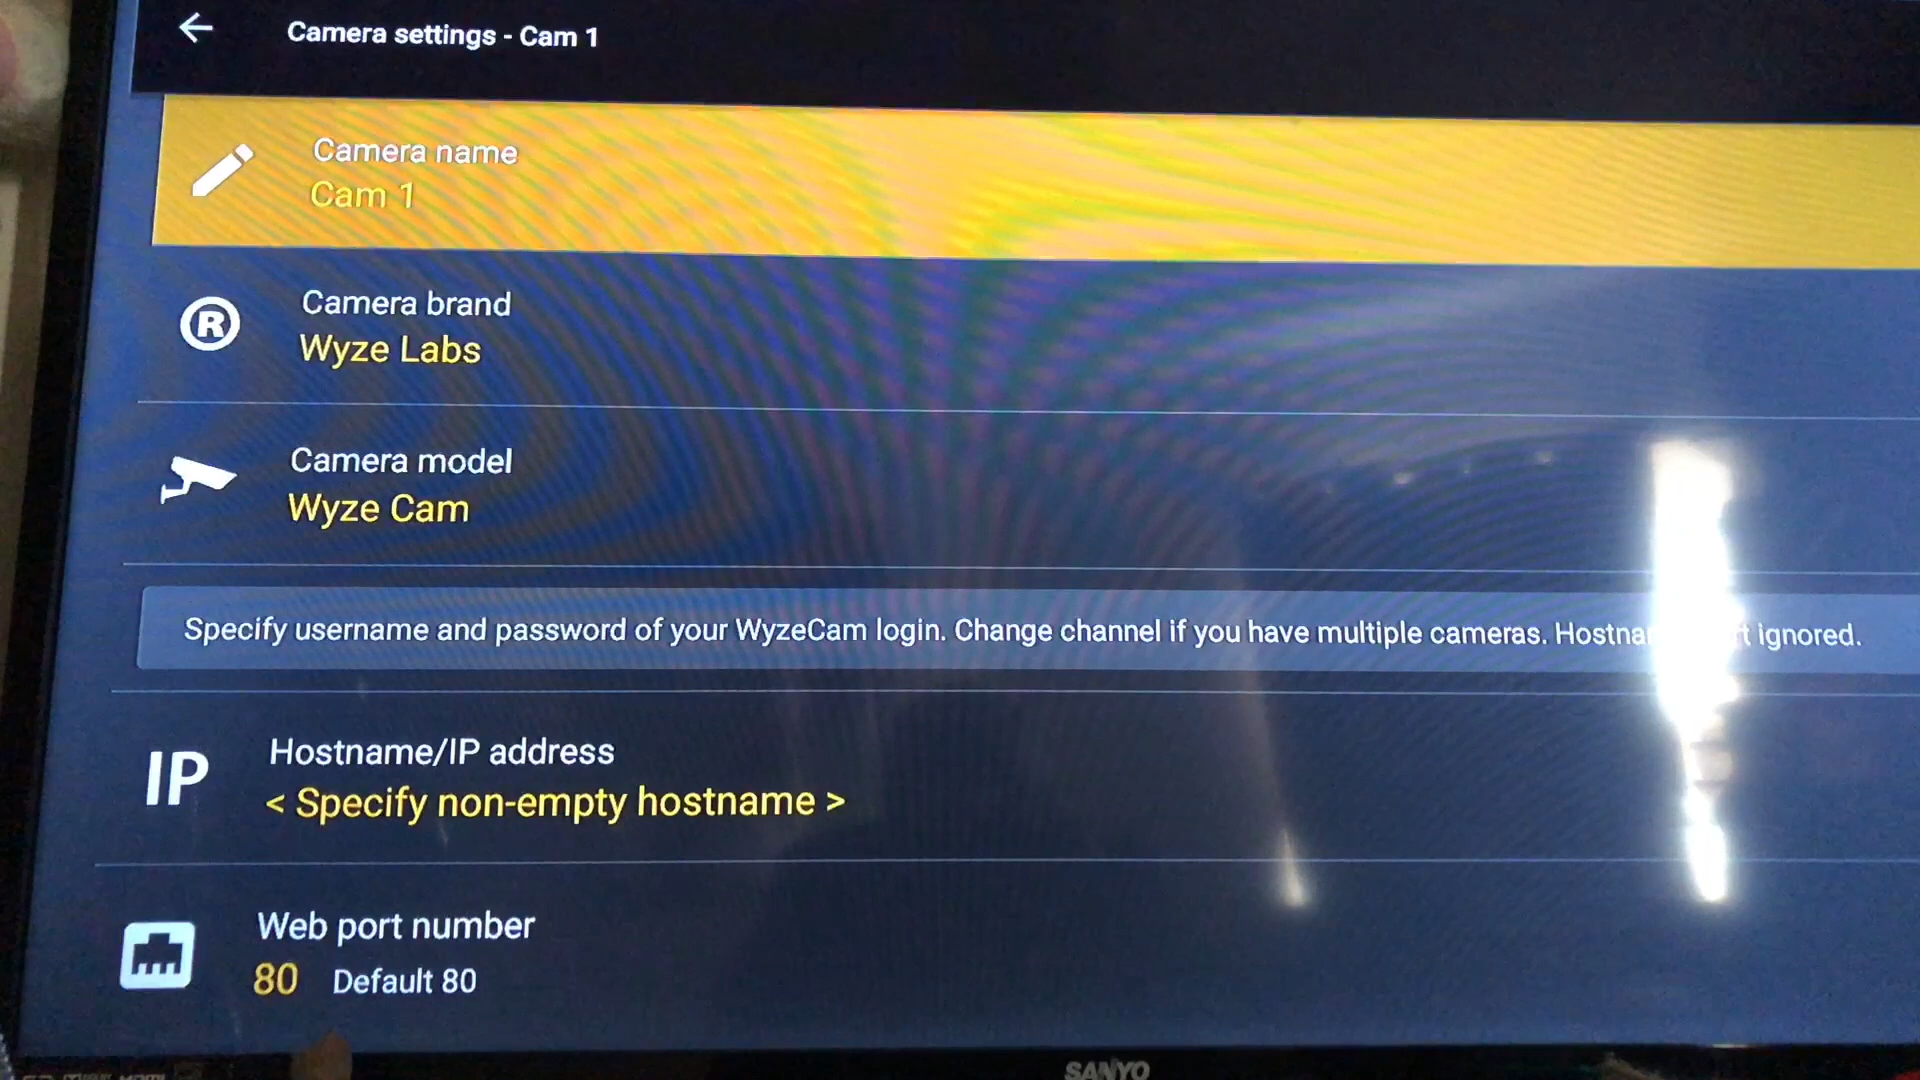 Camera settings - Cam 1
Camera name
Cam 1
® Camera brand
Wyze Labs
Camera model
Wyze Cam
Specify username and password of your WyzeCam login. Change channel if you have multiple cameras. ignored.
IP Hostname/IP address
< Specify non-empty hostname >
Web port number
80 Default 80
SANYO